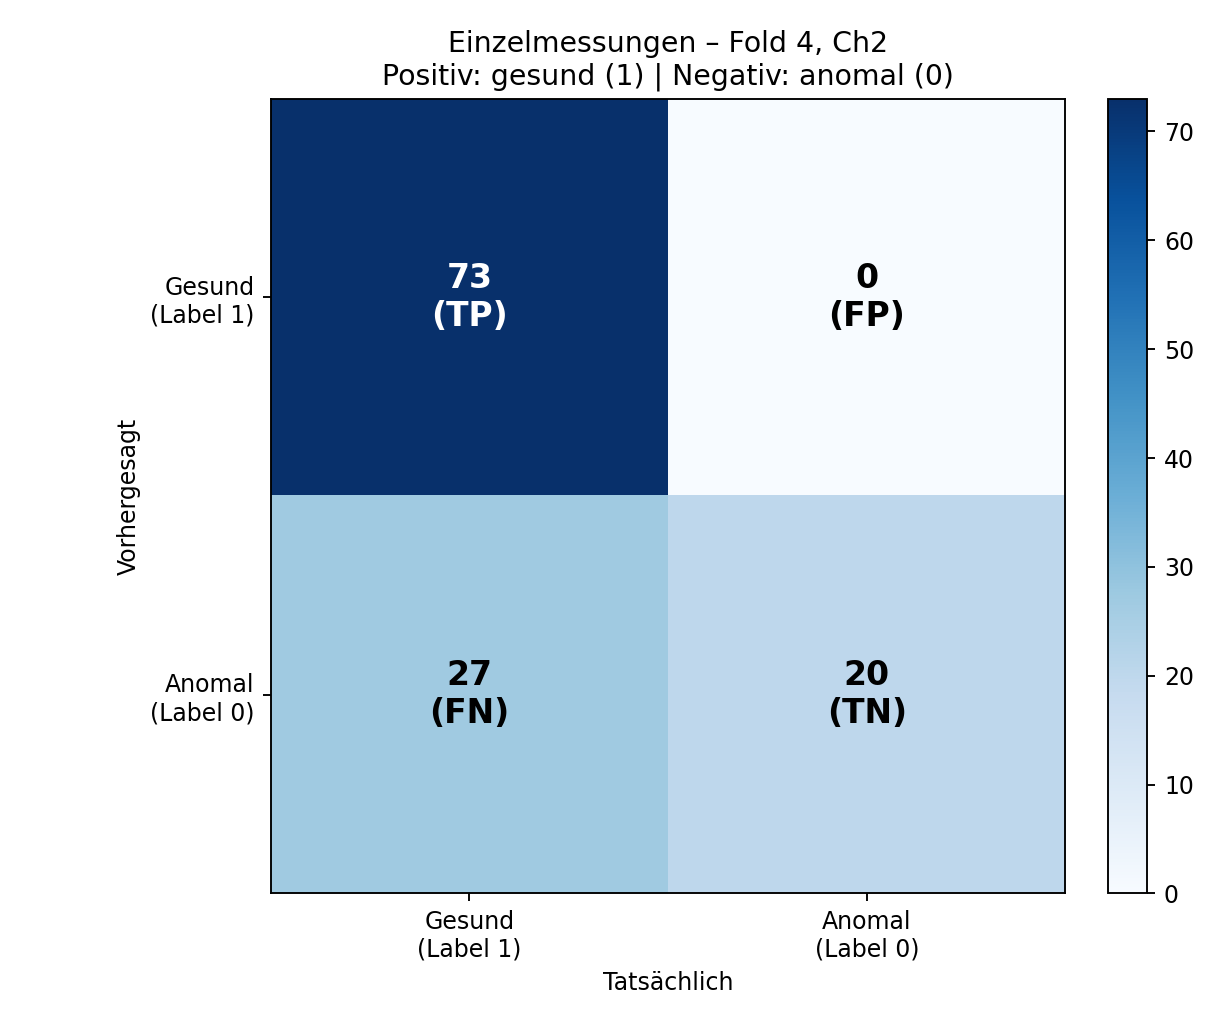 Einzelmessungen – Fold 4, Ch2
Positiv: gesund (1) | Negativ: anomal (0)
Vorhergesagt
Gesund
(Label 1)
73
(TP)
0
(FP)
Anomal
(Label 0)
27
(FN)
20
(TN)
Gesund
(Label 1)
Anomal
(Label 0)
Tatsächlich
70
60
50
40
30
20
10
0